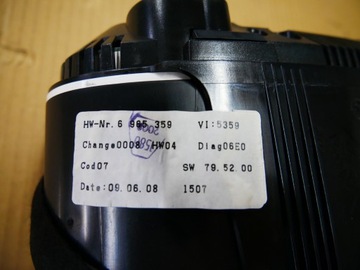 HW-Nr. 6 985 359 VI:5359
Change0008 HW04 Diag06E0
Cod07 SW 79.52.00
Date:09.06.08 1507